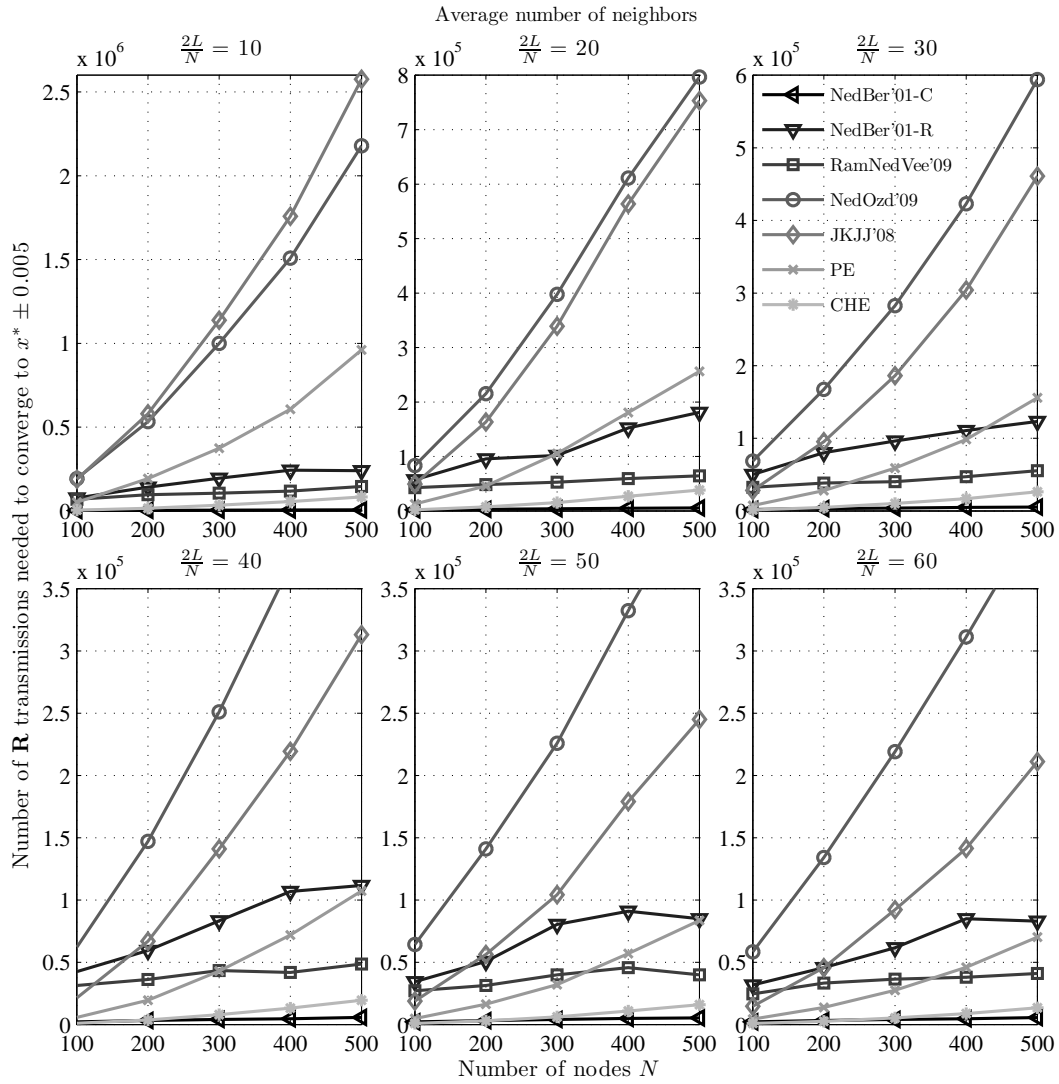 Average number of neighbors
x 10^6
2L/N = 10
x 10^5
2L/N = 20
x 10^5
2L/N = 30
2.5
2
1.5
1
0.5
0
100 200 300 400 500
8
7
6
5
4
3
2
1
0
100 200 300 400 500
6
5
4
3
2
1
0
100 200 300 400 500
NedBer'01-C
NedBer'01-R
RamNedVee'09
NedOzd'09
JKJJ'08
PE
CHE
Number of R transmissions needed to converge to x* ± 0.005
x 10^5
2L/N = 40
x 10^5
2L/N = 50
x 10^5
2L/N = 60
3.5
3
2.5
2
1.5
1
0.5
0
100 200 300 400 500
3.5
3
2.5
2
1.5
1
0.5
0
100 200 300 400 500
3.5
3
2.5
2
1.5
1
0.5
0
100 200 300 400 500
Number of nodes N